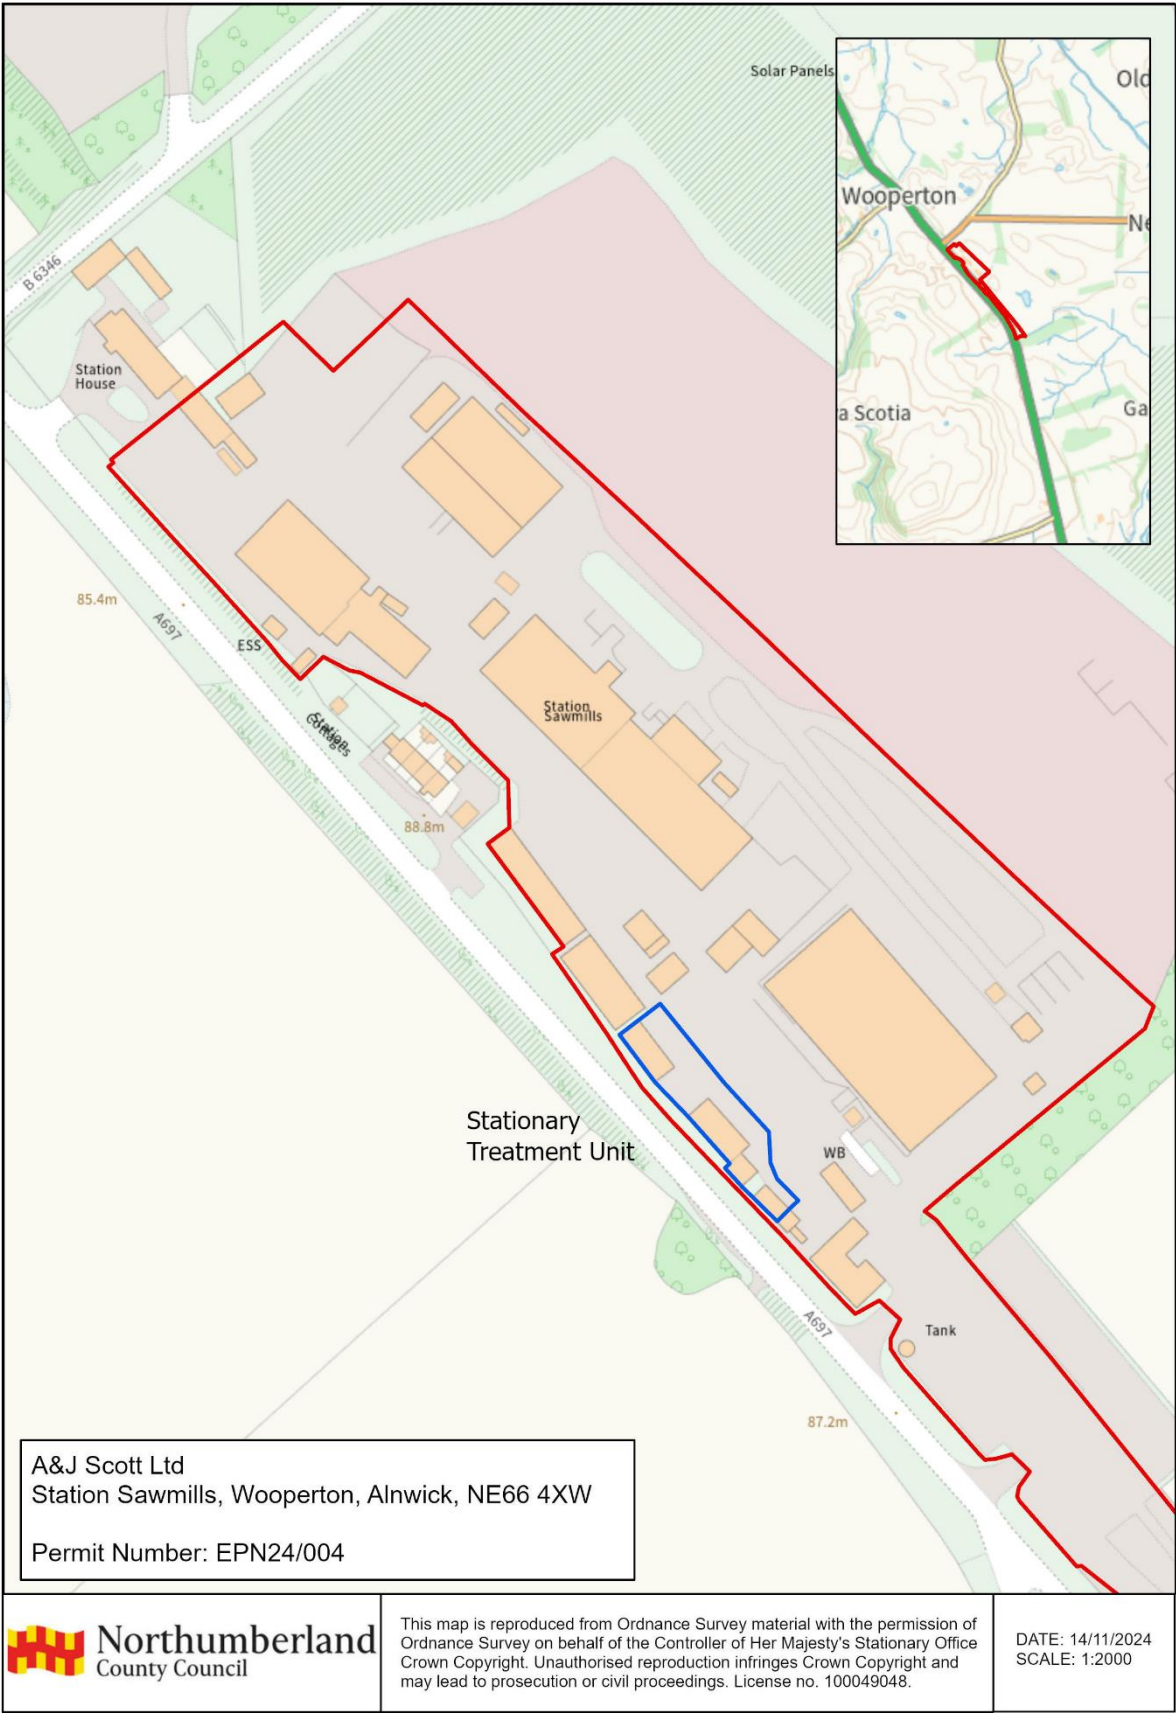 Solar Panels
Old
Wooperton
Ne
a Scotia
Ga
B 6346
Station
House
85.4m
A697
ESS
Station
Cottages
Station
Sawmills
88.8m
Stationary
Treatment Unit
WB
A697
Tank
87.2m
A&J Scott Ltd
Station Sawmills, Wooperton, Alnwick, NE66 4XW
Permit Number: EPN24/004
Northumberland
County Council
This map is reproduced from Ordnance Survey material with the permission of
Ordnance Survey on behalf of the Controller of Her Majesty's Stationary Office
Crown Copyright. Unauthorised reproduction infringes Crown Copyright and
may lead to prosecution or civil proceedings. License no. 100049048.
DATE: 14/11/2024
SCALE: 1:2000